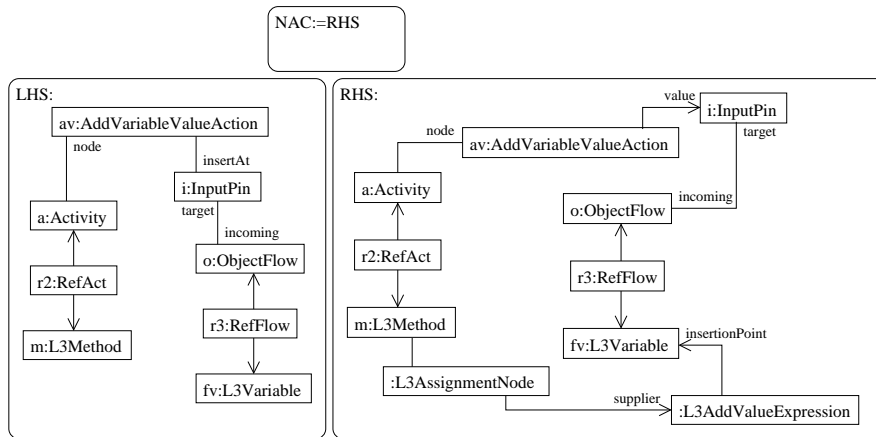 NAC:=RHS
LHS:
av:AddVariableValueAction
node
insertAt
i:InputPin
target
a:Activity
incoming
o:ObjectFlow
r2:RefAct
r3:RefFlow
m:L3Method
fv:L3Variable
RHS:
value
i:InputPin
node
target
av:AddVariableValueAction
a:Activity
incoming
o:ObjectFlow
r2:RefAct
r3:RefFlow
m:L3Method
insertionPoint
fv:L3Variable
:L3AssignmentNode
supplier
:L3AddValueExpression